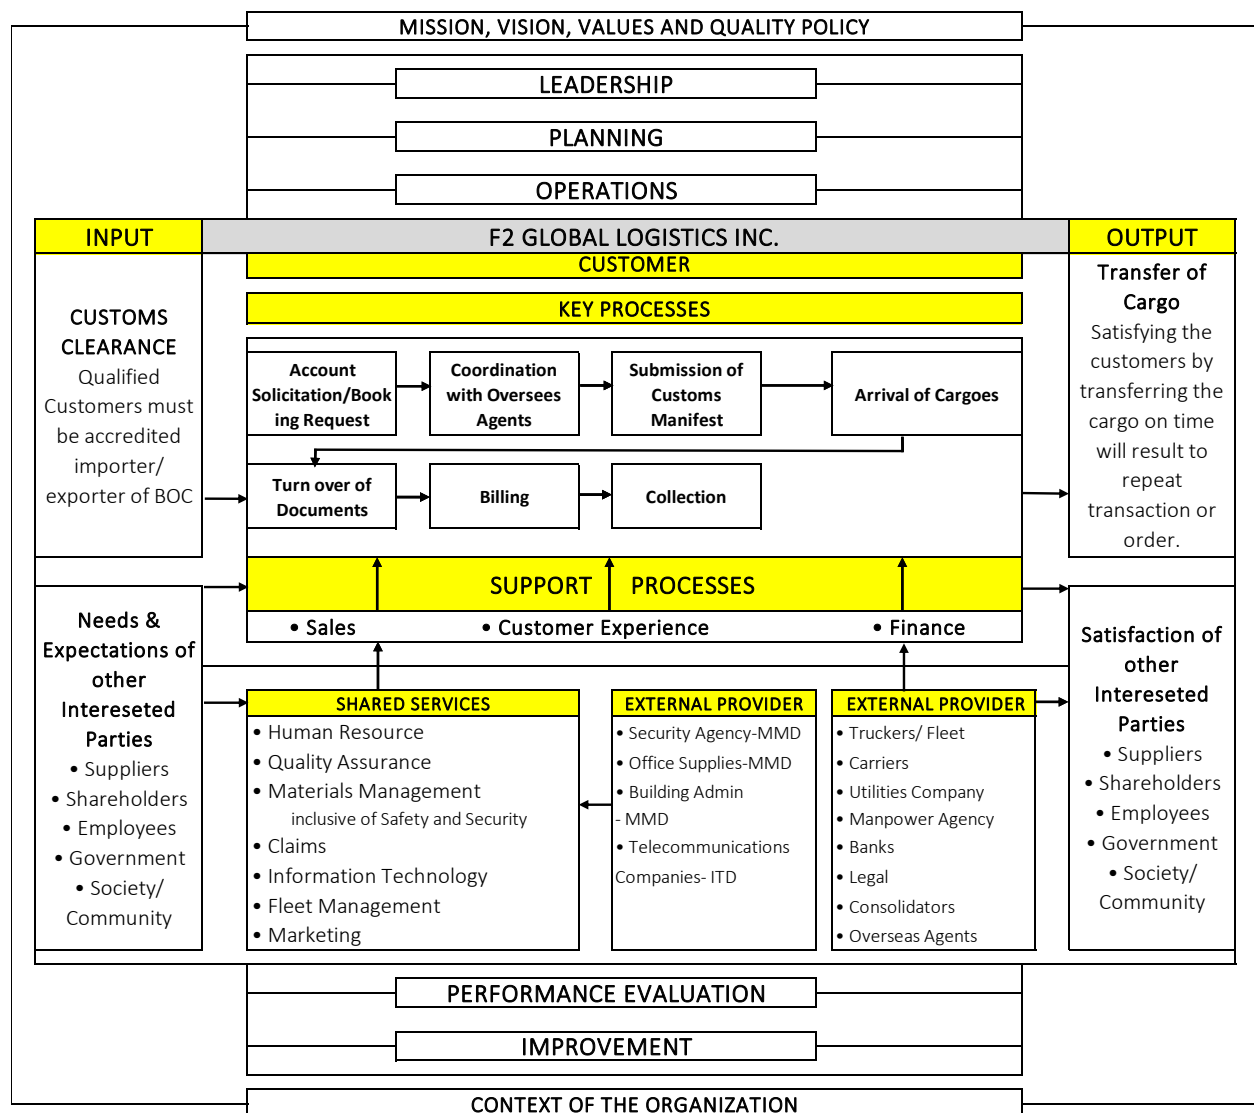 MISSION, VISION, VALUES AND QUALITY POLICY
LEADERSHIP
PLANNING
OPERATIONS
INPUT
F2 GLOBAL LOGISTICS INC.
OUTPUT
CUSTOMER
KEY PROCESSES
CUSTOMS
CLEARANCE
Qualified
Customers must
be accredited
importer/
exporter of BOC
Account
Solicitation/Book
ing Request
Coordination
with Oversees
Agents
Submission of
Customs
Manifest
Arrival of Cargoes
Turn over of
Documents
Billing
Collection
Transfer of
Cargo
Satisfying the
customers by
transferring the
cargo on time
will result to
repeat
transaction or
order.
SUPPORT PROCESSES
• Sales
• Customer Experience
• Finance
Needs &
Expectations of
other
Intereseted
Parties
• Suppliers
• Shareholders
• Employees
• Government
• Society/
Community
SHARED SERVICES
• Human Resource
• Quality Assurance
• Materials Management
inclusive of Safety and Security
• Claims
• Information Technology
• Fleet Management
• Marketing
EXTERNAL PROVIDER
• Security Agency-MMD
• Office Supplies-MMD
• Building Admin
- MMD
• Telecommunications
Companies- ITD
EXTERNAL PROVIDER
• Truckers/ Fleet
• Carriers
• Utilities Company
• Manpower Agency
• Banks
• Legal
• Consolidators
• Overseas Agents
Satisfaction of
other
Intereseted
Parties
• Suppliers
• Shareholders
• Employees
• Government
• Society/
Community
PERFORMANCE EVALUATION
IMPROVEMENT
CONTEXT OF THE ORGANIZATION